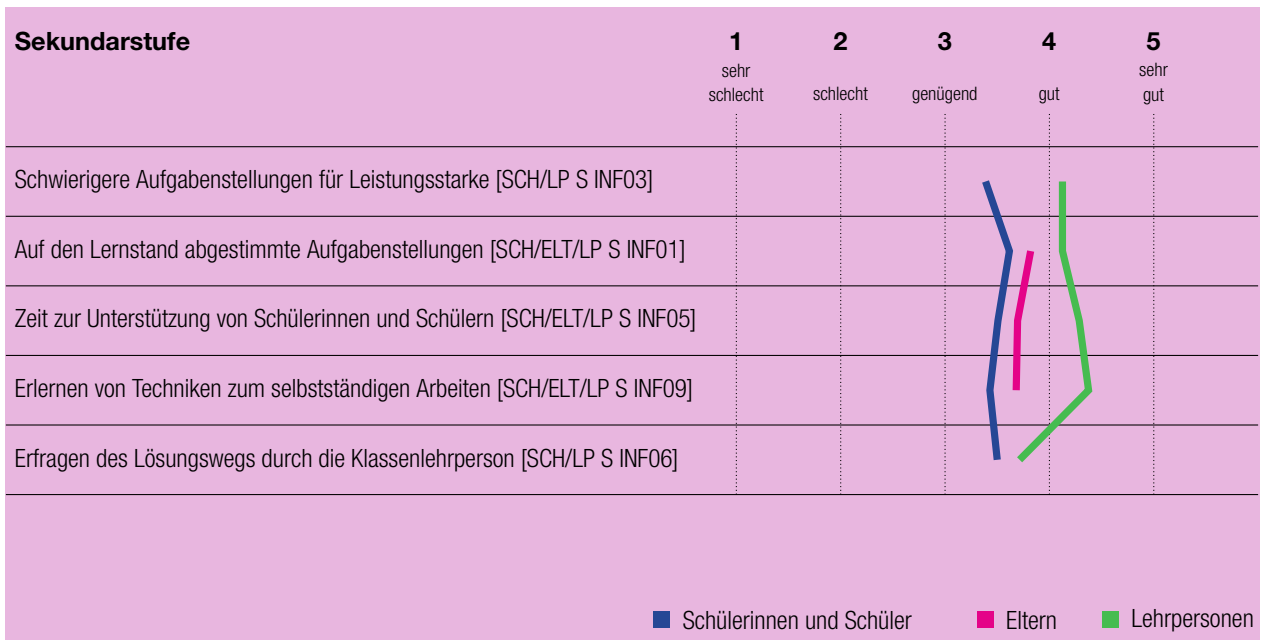 Sekundarstufe
1 2 3 4 5
sehr schlecht schlecht genügend gut sehr gut
Schwierigere Aufgabenstellungen für Leistungsstarke [SCH/LP S INF03]
Auf den Lernstand abgestimmte Aufgabenstellungen [SCH/ELT/LP S INF01]
Zeit zur Unterstützung von Schülerinnen und Schülern [SCH/ELT/LP S INF05]
Erlernen von Techniken zum selbstständigen Arbeiten [SCH/ELT/LP S INF09]
Erfragen des Lösungswegs durch die Klassenlehrperson [SCH/LP S INF06]
Schülerinnen und Schüler Eltern Lehrpersonen